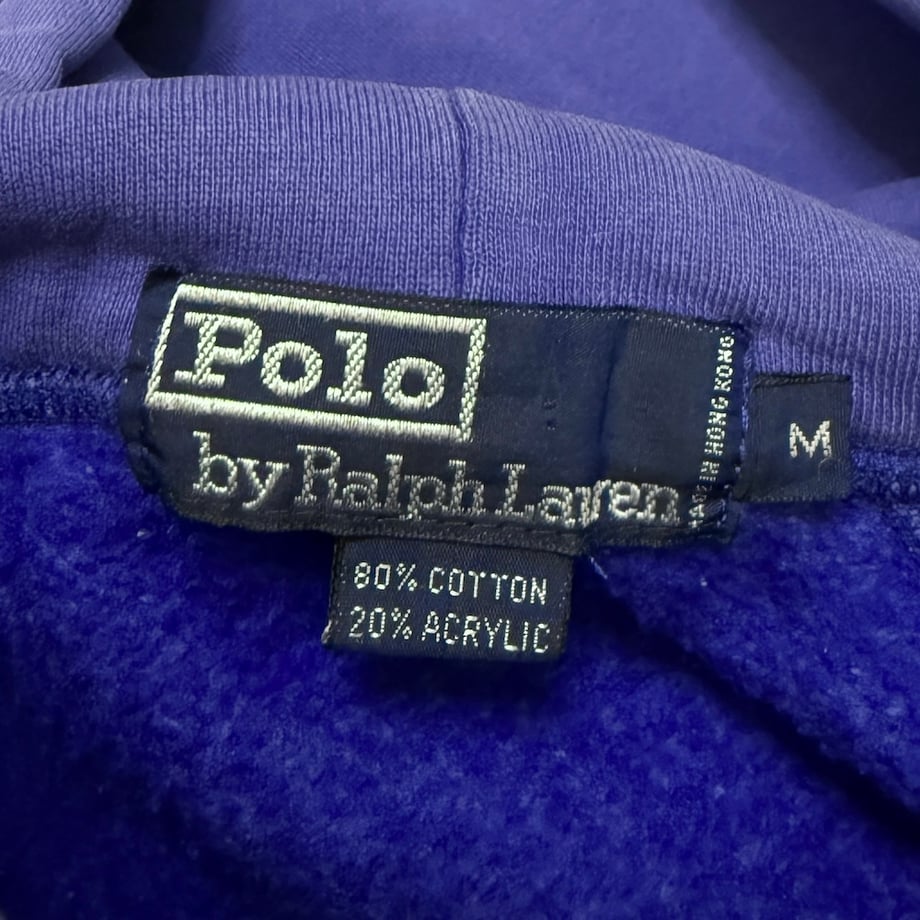 Polo
by Ralph Lauren
MADE IN HONG KONG
M
80% COTTON
20% ACRYLIC